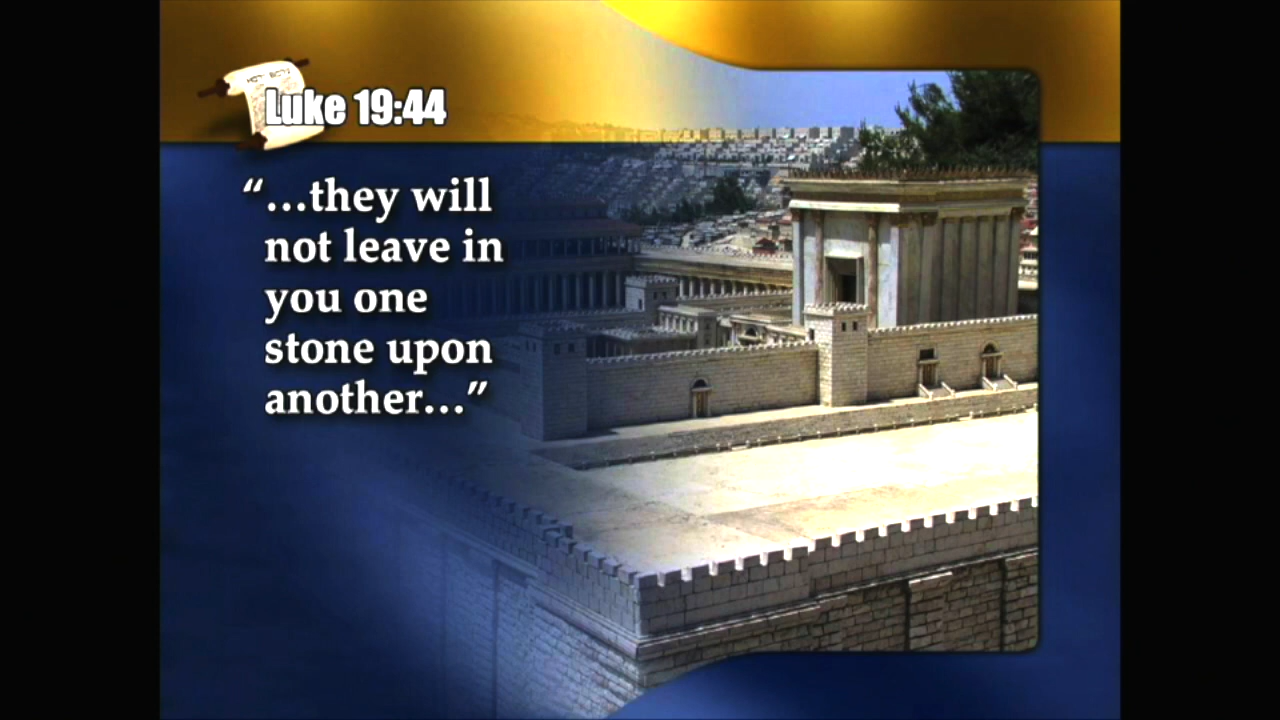 Luke 19:44
“...they will
not leave in
you one
stone upon
another...”